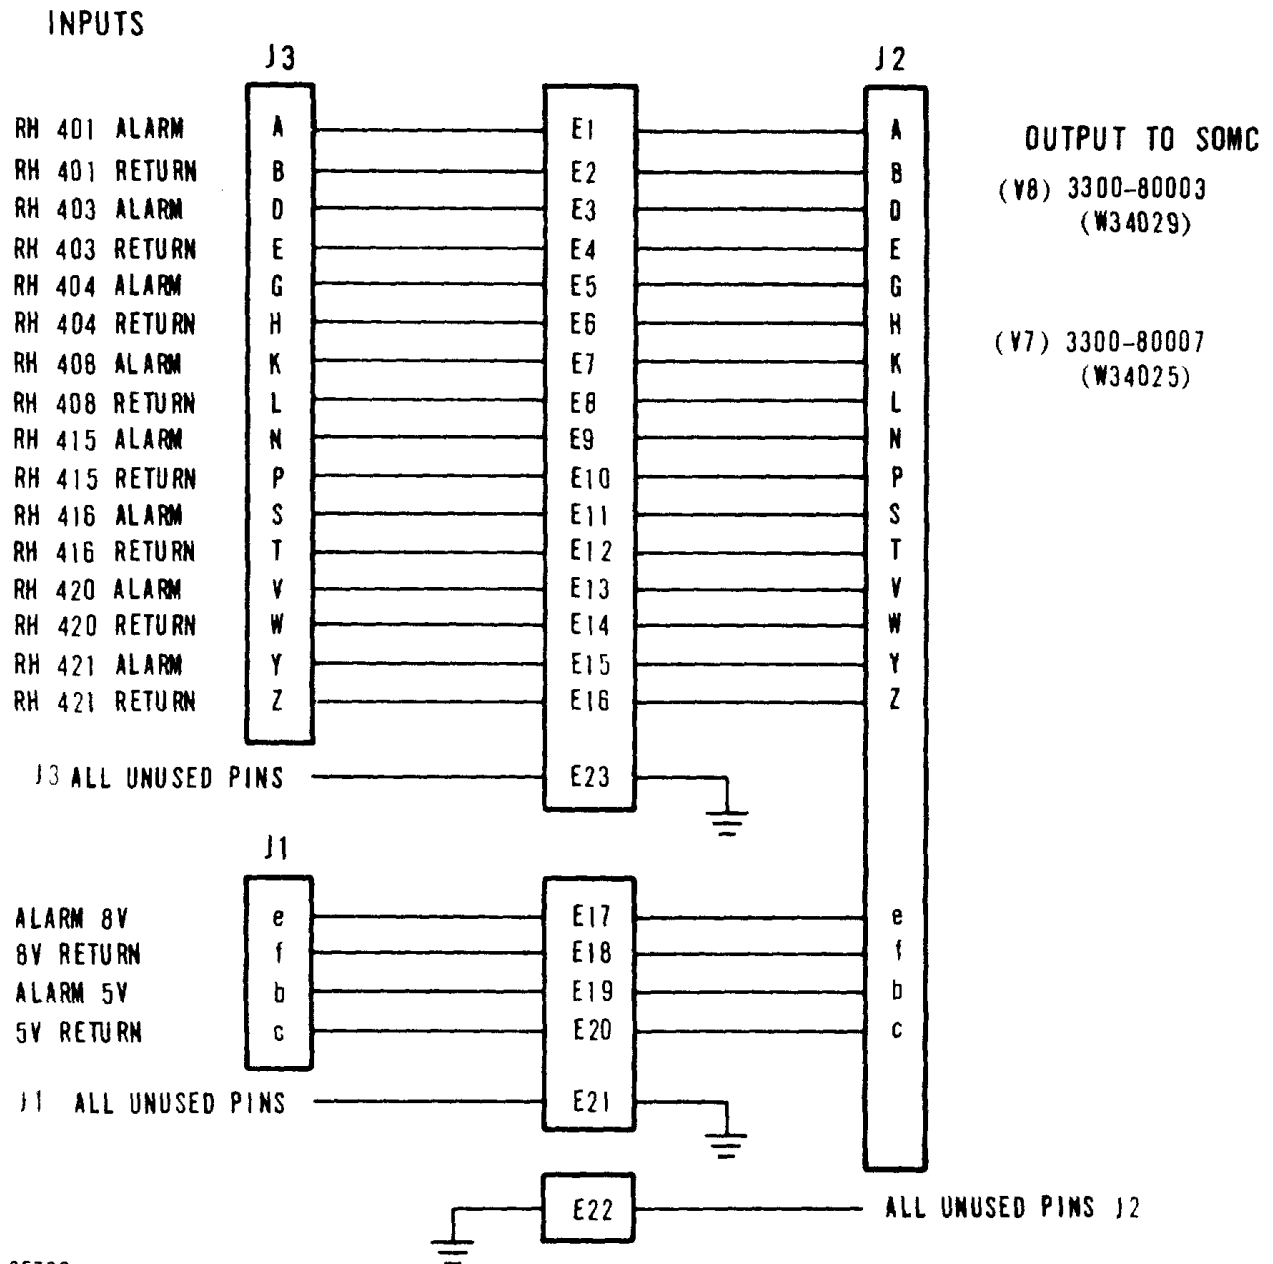 INPUTS
J3
J2
RH 401 ALARM A E1 A
OUTPUT TO SOMC
RH 401 RETURN B E2 B
(V8) 3300-80003
RH 403 ALARM D E3 D
(W34029)
RH 403 RETURN E E4 E
RH 404 ALARM G E5 G
RH 404 RETURN H E6 H
(V7) 3300-80007
RH 408 ALARM K E7 K
(W34025)
RH 408 RETURN L E8 L
RH 415 ALARM N E9 N
RH 415 RETURN P E10 P
RH 416 ALARM S E11 S
RH 416 RETURN T E12 T
RH 420 ALARM V E13 V
RH 420 RETURN W E14 W
RH 421 ALARM Y E15 Y
RH 421 RETURN Z E16 Z
J3 ALL UNUSED PINS E23
J1
ALARM 8V e E17 e
8V RETURN f E18 f
ALARM 5V b E19 b
5V RETURN c E20 c
J1 ALL UNUSED PINS E21
E22 ALL UNUSED PINS J2